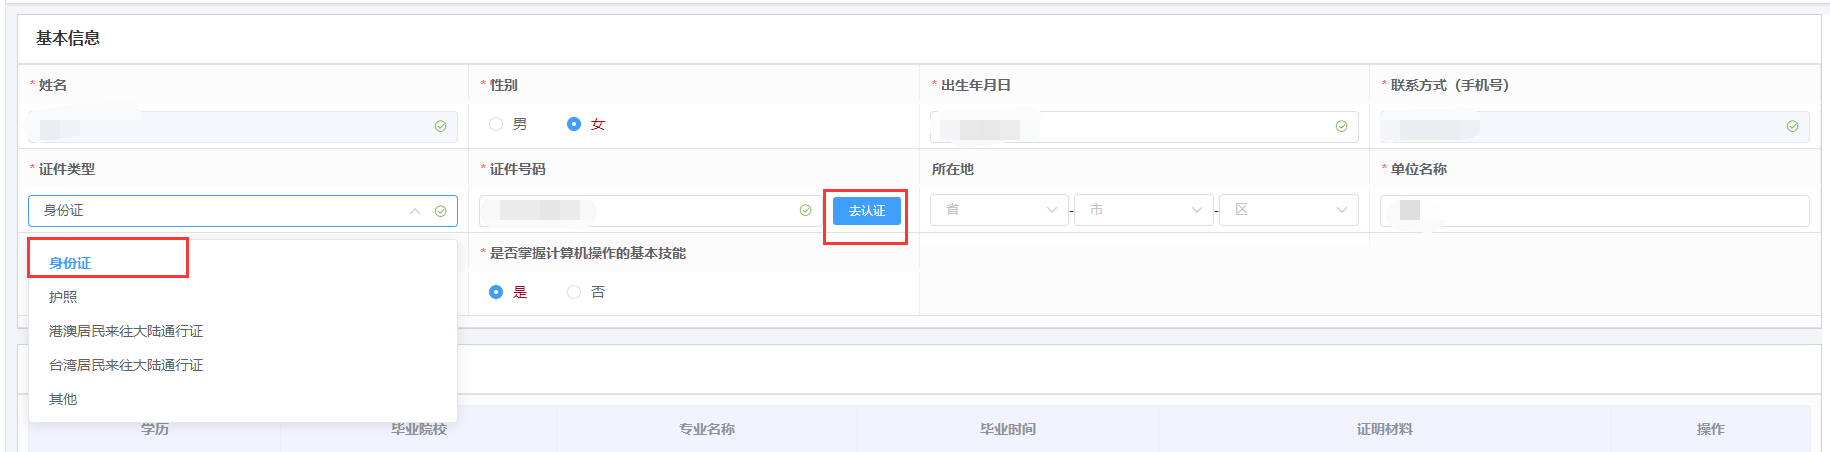 基本信息
* 姓名
* 性别
* 出生年月日
* 联系方式（手机号）
男
女
* 证件类型
* 证件号码
所在地
* 单位名称
身份证
去认证
省
-
市
-
区
身份证
护照
港澳居民来往大陆通行证
台湾居民来往大陆通行证
其他
* 是否掌握计算机操作的基本技能
是
否
学历
毕业院校
专业名称
毕业时间
证明材料
操作